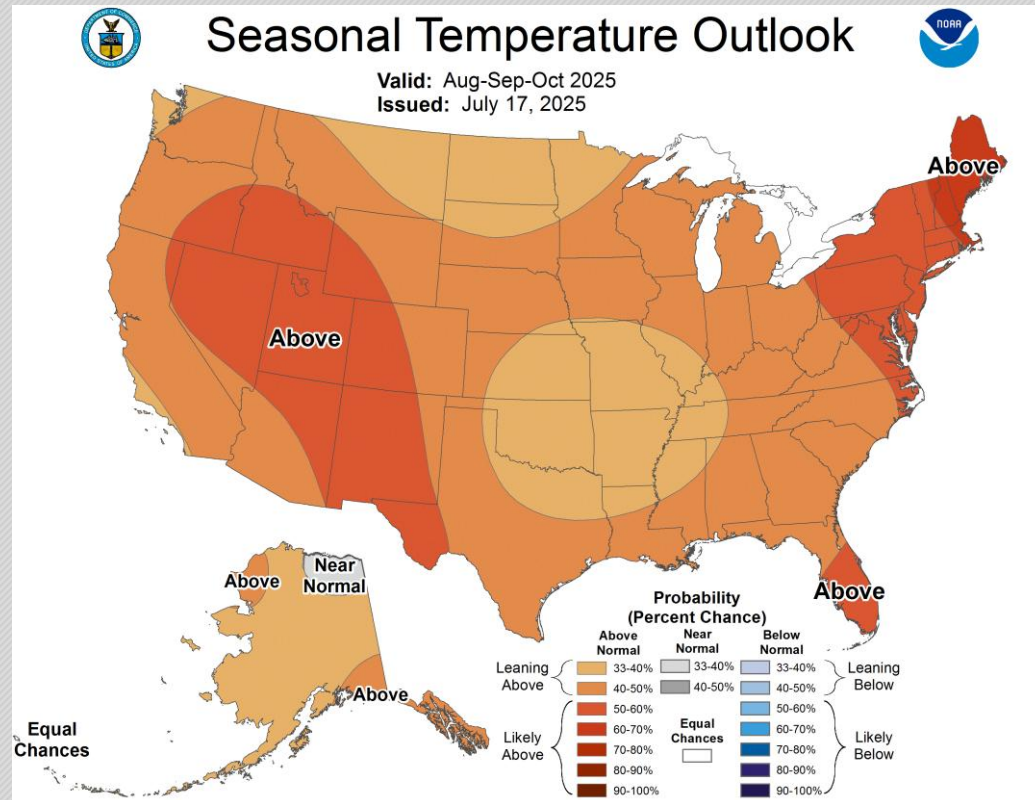 Seasonal Temperature Outlook
NOAA
Valid: Aug-Sep-Oct 2025
Issued: July 17, 2025
Above
Above
Above
Above
Near
Normal
Above
Equal
Chances
Probability
(Percent Chance)
Above
Normal
Near
Normal
Below
Normal
Leaning
Above
33-40%
40-50%
33-40%
40-50%
33-40%
40-50%
Leaning
Below
Likely
Above
50-60%
60-70%
70-80%
80-90%
90-100%
Equal
Chances
50-60%
60-70%
70-80%
80-90%
90-100%
Likely
Below